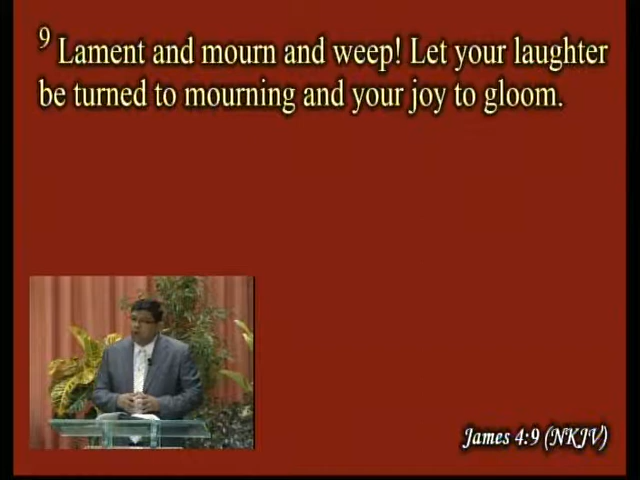 9 Lament and mourn and weep! Let your laughter
be turned to mourning and your joy to gloom.
James 4:9 (NKJV)